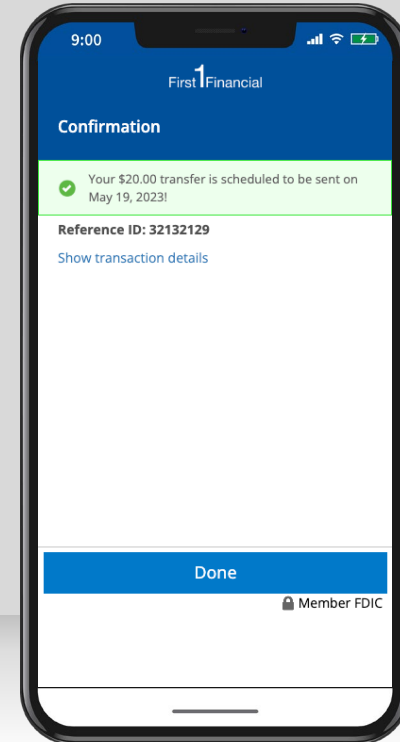 9:00
First1Financial
Confirmation
Your $20.00 transfer is scheduled to be sent on
May 19, 2023!
Reference ID: 32132129
Show transaction details
Done
Member FDIC